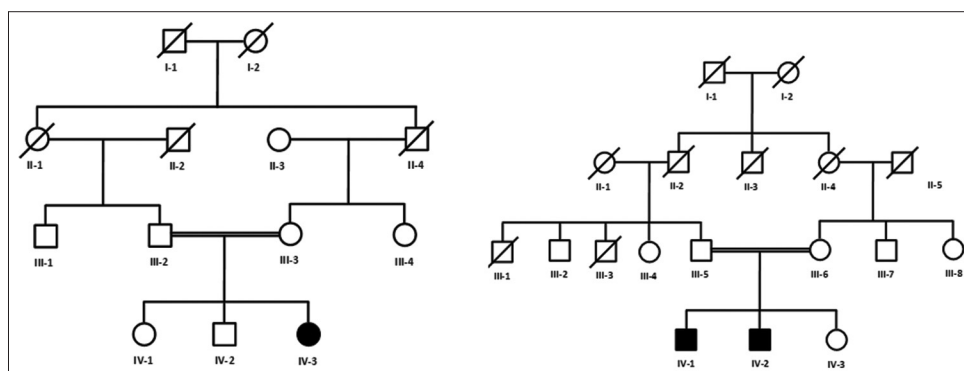 I-1 I-2
II-1 II-2 II-3 II-4
III-1 III-2 III-3 III-4
IV-1 IV-2 IV-3
I-1 I-2
II-1 II-2 II-3 II-4 II-5
III-1 III-2 III-3 III-4 III-5 III-6 III-7 III-8
IV-1 IV-2 IV-3